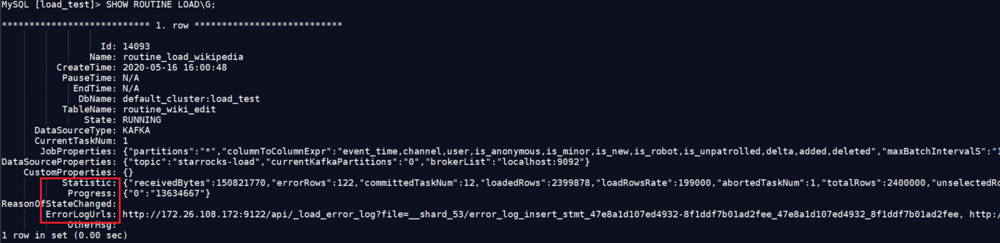 MySQL [load_test]> SHOW ROUTINE LOAD\G;
*************************** 1. row ***************************
Id: 14093
Name: routine_load_wikipedia
CreateTime: 2020-05-16 16:00:48
PauseTime: N/A
EndTime: N/A
DbName: default_cluster:load_test
TableName: routine_wiki_edit
State: RUNNING
DataSourceType: KAFKA
CurrentTaskNum: 1
JobProperties: {"partitions":"*","columnToColumnExpr":"event_time,channel,user,is_anonymous,is_minor,is_new,is_robot,is_unpatrolled,delta,added,deleted","maxBatchIntervalS":"1
DataSourceProperties: {"topic":"starrocks-load","currentKafkaPartitions":"0","brokerList":"localhost:9092"}
CustomProperties: {}
Statistic: {"receivedBytes":150821770,"errorRows":122,"committedTaskNum":12,"loadedRows":2399878,"loadRowsRate":199000,"abortedTaskNum":1,"totalRows":2400000,"unselectedRo
Progress: {"0":"13634667"}
ReasonOfStateChanged:
ErrorLogUrls: http://172.26.108.172:9122/api/_load_error_log?file=__shard_53/error_log_insert_stmt_47e8a1d107ed4932-8f1ddf7b01ad2fee_47e8a1d107ed4932_8f1ddf7b01ad2fee, http:/
OtherMsg:
1 row in set (0.00 sec)